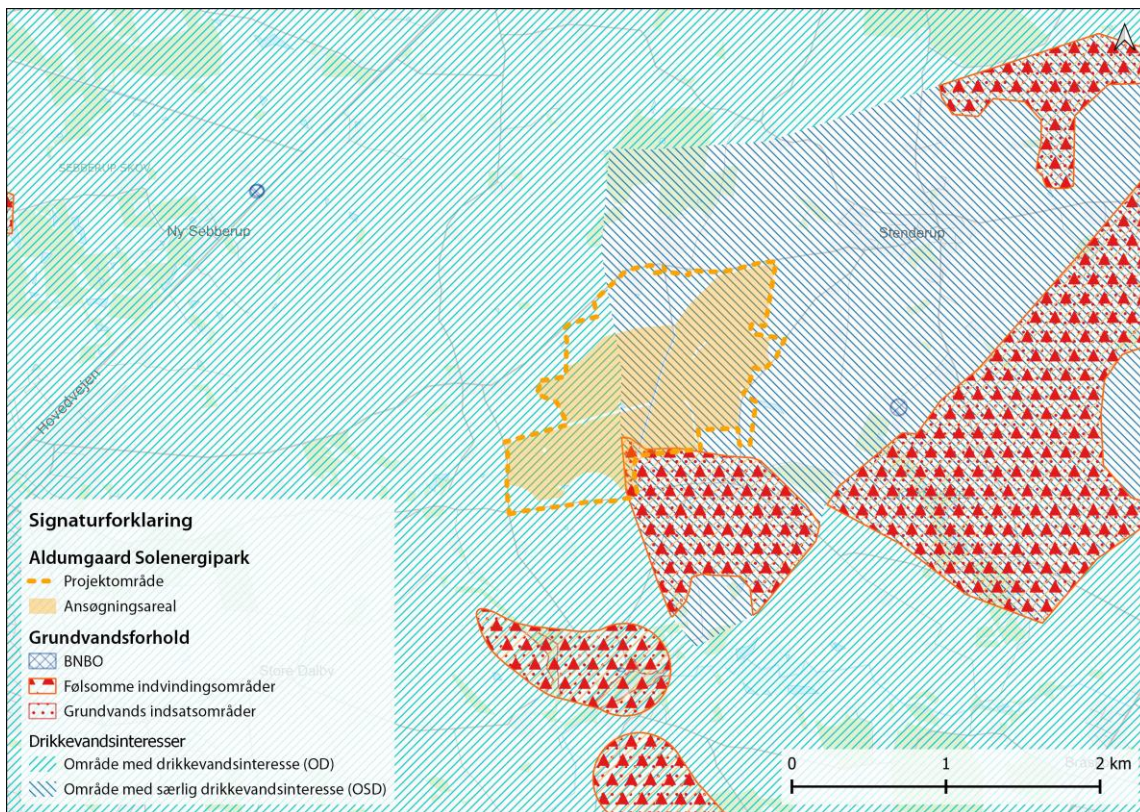 SEBBERUP SKOV
Ny Sebberup
Stenderup
Hovedvejen
Signaturforklaring
Aldumgaard Solenergipark
Projektområde
Ansøgningsareal
Grundvandsforhold
BNBO
Følsomme indvindingsområder
Store Dalby
Grundvands indsatsområder
Drikkevandsinteresser
Område med drikkevandsinteresse (OD)
Område med særlig drikkevandsinteresse (OSD)
0 1 2 km